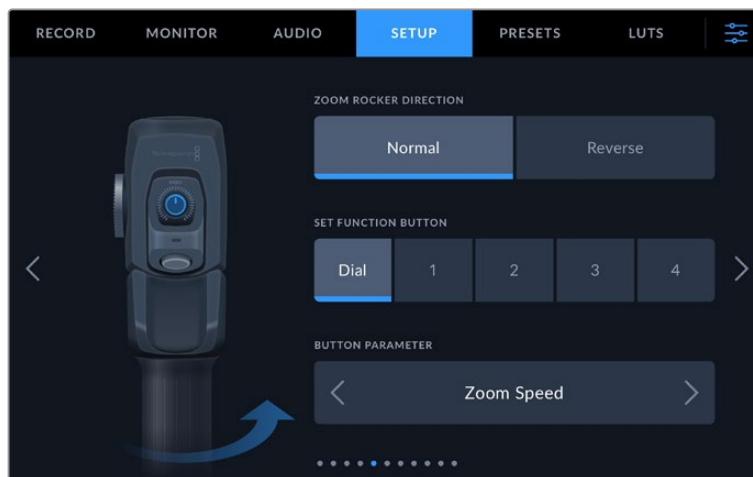 RECORD MONITOR AUDIO SETUP PRESETS LUTS
ZOOM ROCKER DIRECTION
Normal Reverse
SET FUNCTION BUTTON
Dial 1 2 3 4
BUTTON PARAMETER
Zoom Speed